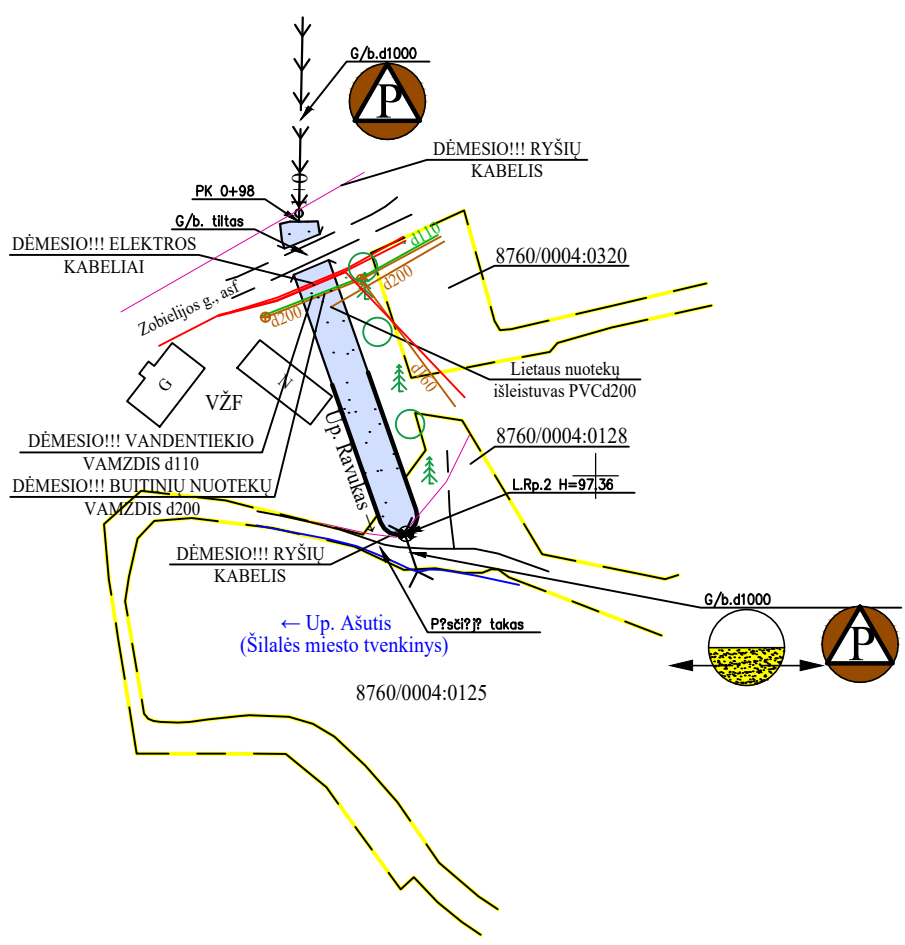 G/b.d1000
P
DĖMESIO!!! RYŠIŲ
KABELIS
PK 0+98
G/b. tiltas
DĖMESIO!!! ELEKTROS
KABELIAI
d110
8760/0004:0320
d200
Zobielijos g., asf
d200
Lietaus nuotekų
išleistuvas PVCd200
d160
G
N
VŽF
Up. Ravukas →
DĖMESIO!!! VANDENTIEKIO
VAMZDIS d110
8760/0004:0128
DĖMESIO!!! BUITINIŲ NUOTEKŲ
VAMZDIS d200
L.Rp.2 H=97.36
DĖMESIO!!! RYŠIŲ
KABELIS
G/b.d1000
← Up. Ašutis
(Šilalės miesto tvenkinys)
P?sči?j? takas
P
8760/0004:0125